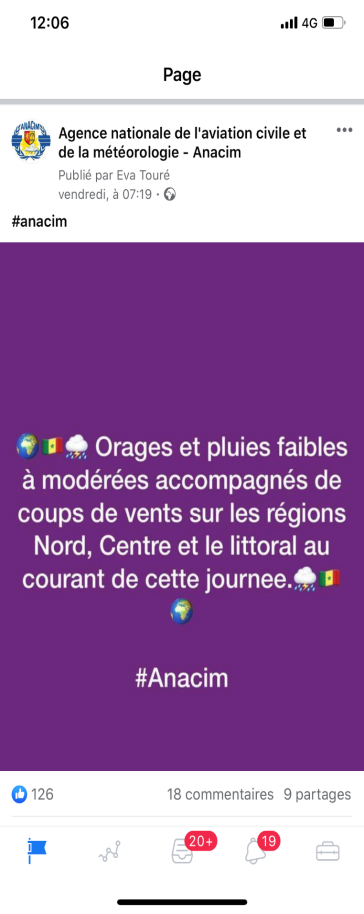 12:06
4G
Page
ANACIM
Agence nationale de l'aviation civile et
de la météorologie - Anacim
Publié par Eva Touré
vendredi, à 07:19 ·
#anacim
Orages et pluies faibles
à modérées accompagnés de
coups de vents sur les régions
Nord, Centre et le littoral au
courant de cette journee.
#Anacim
126
18 commentaires 9 partages
20+
19